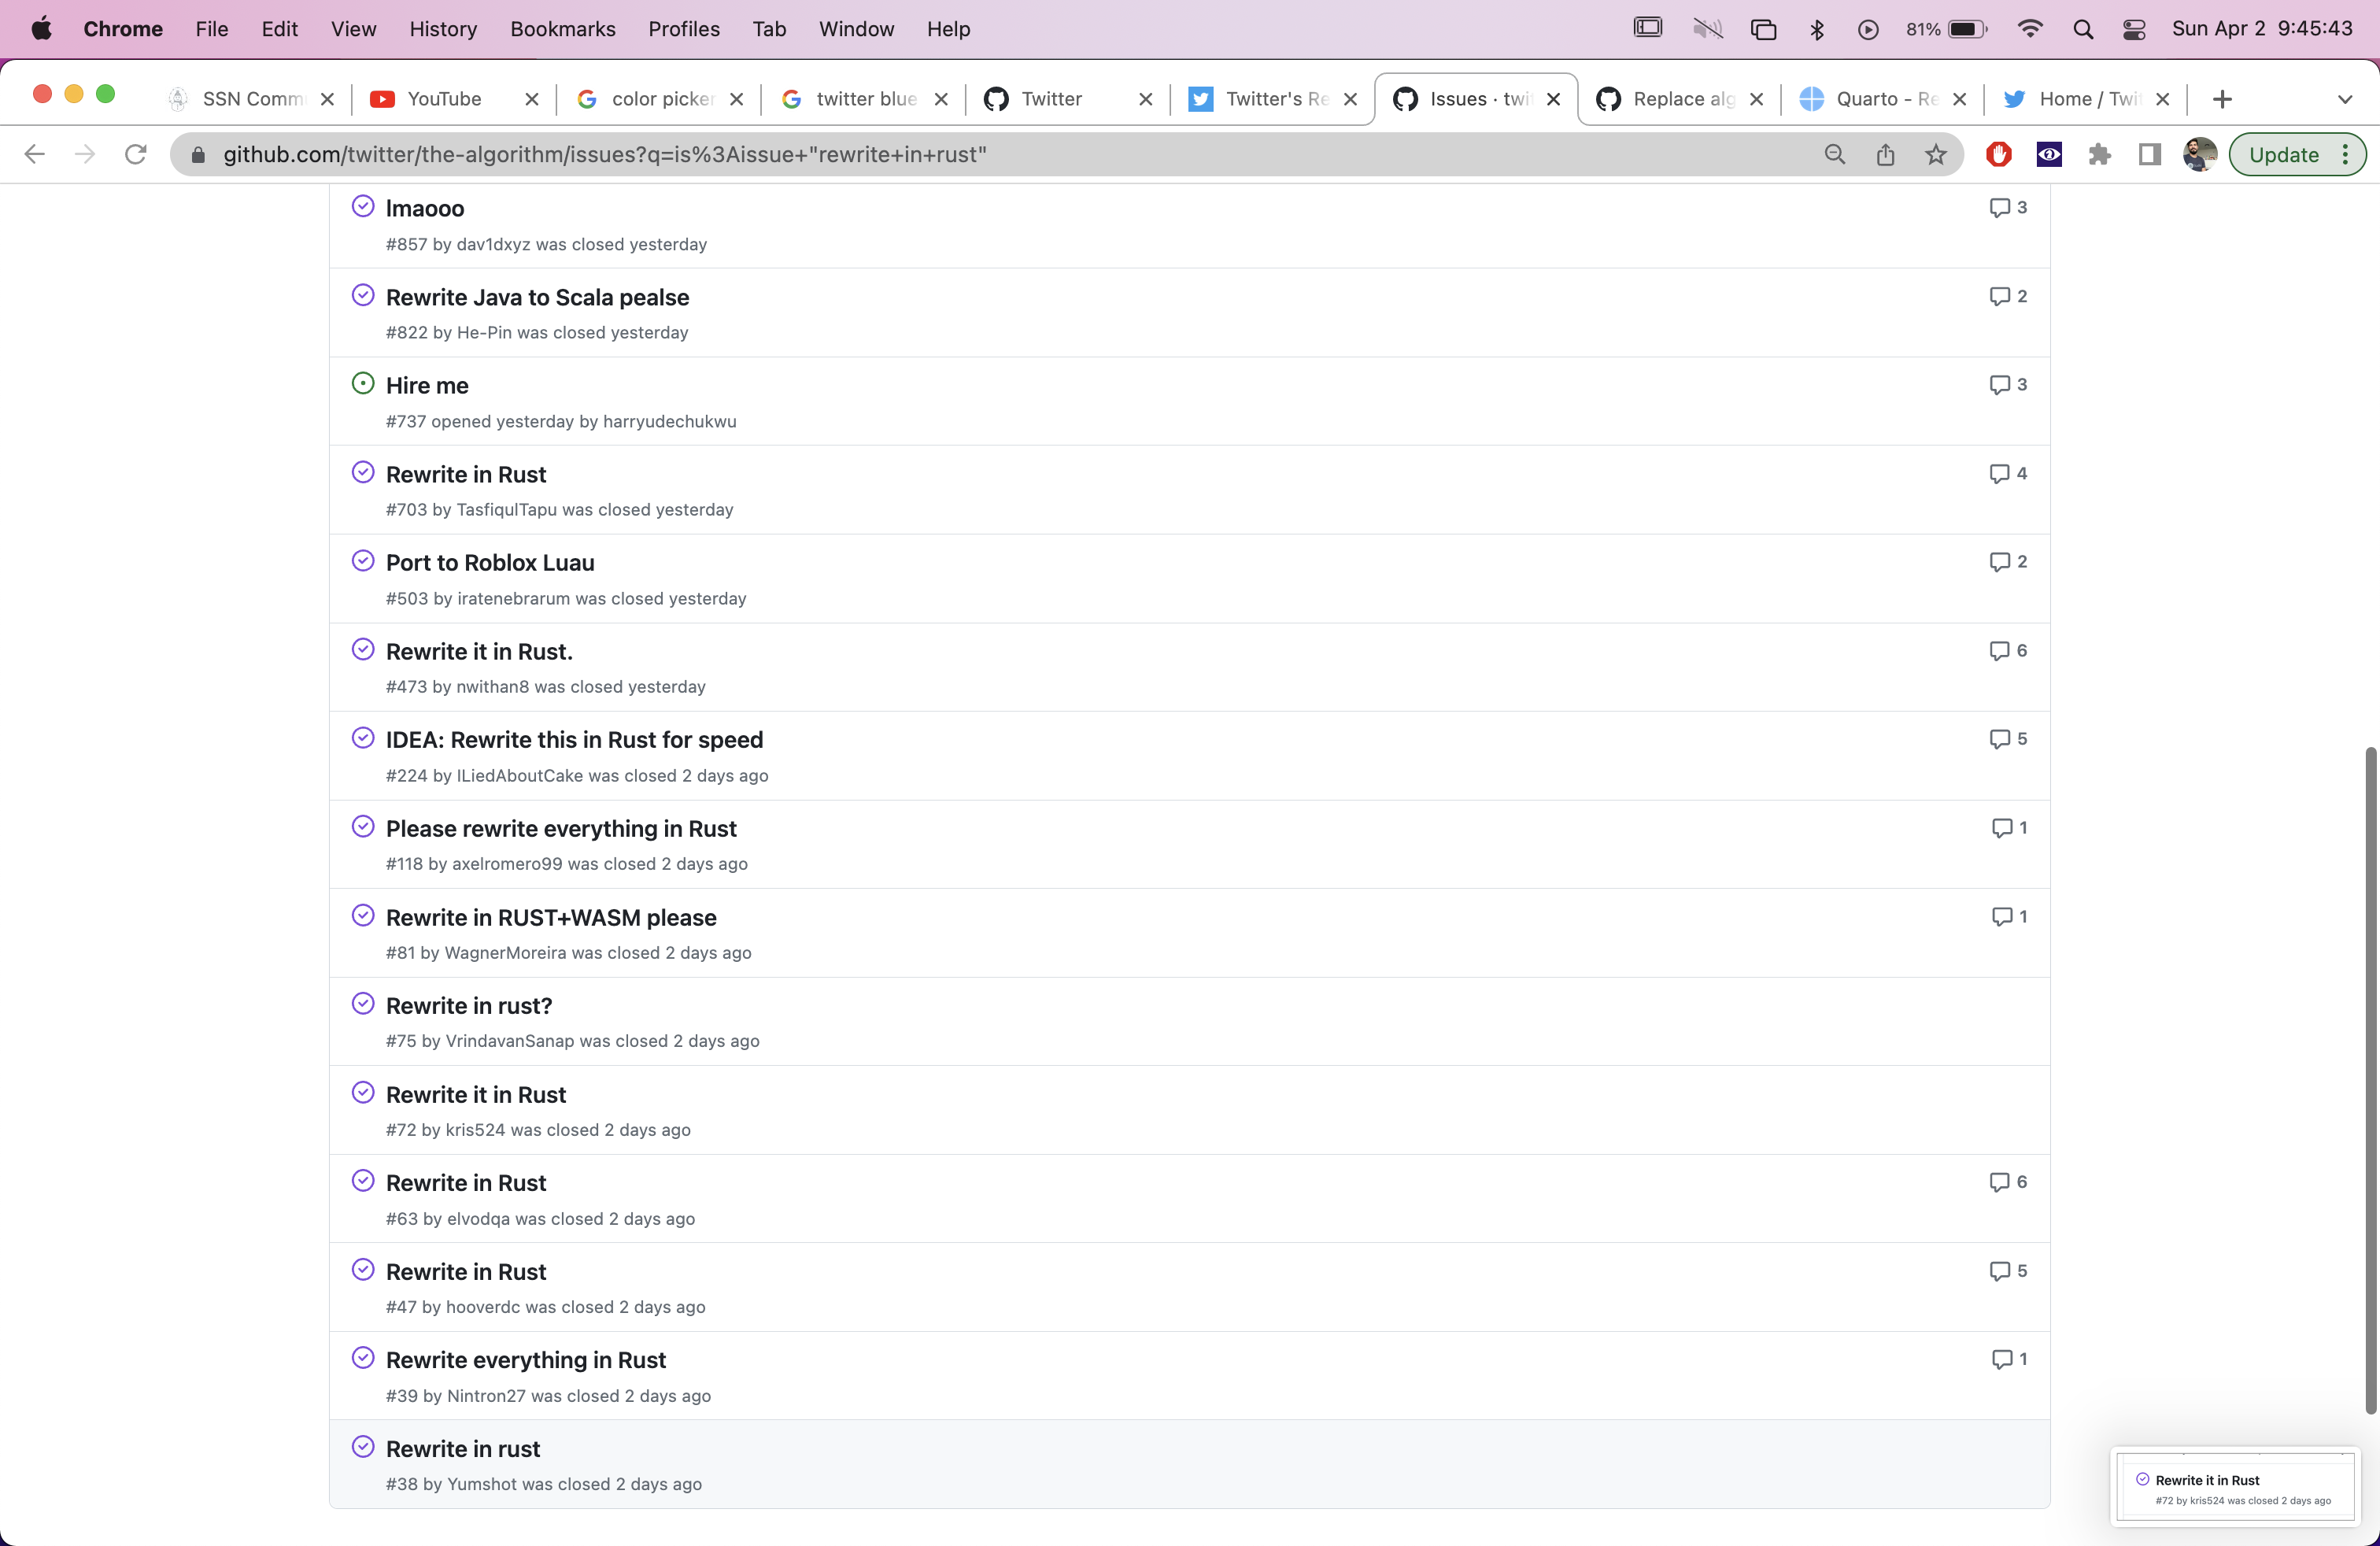 Chrome File Edit View History Bookmarks Profiles Tab Window Help 81% Sun Apr 2 9:45:43
SSN Comm YouTube color picker twitter blue Twitter Twitter's Re Issues · twit Replace alg Quarto - Re Home / Twit
github.com/twitter/the-algorithm/issues?q=is%3Aissue+"rewrite+in+rust" Update
lmaooo 3
#857 by dav1dxyz was closed yesterday
Rewrite Java to Scala pealse 2
#822 by He-Pin was closed yesterday
Hire me 3
#737 opened yesterday by harryudechukwu
Rewrite in Rust 4
#703 by TasfiqulTapu was closed yesterday
Port to Roblox Luau 2
#503 by iratenebrarum was closed yesterday
Rewrite it in Rust. 6
#473 by nwithan8 was closed yesterday
IDEA: Rewrite this in Rust for speed 5
#224 by ILiedAboutCake was closed 2 days ago
Please rewrite everything in Rust 1
#118 by axelromero99 was closed 2 days ago
Rewrite in RUST+WASM please 1
#81 by WagnerMoreira was closed 2 days ago
Rewrite in rust?
#75 by VrindavanSanap was closed 2 days ago
Rewrite it in Rust
#72 by kris524 was closed 2 days ago
Rewrite in Rust 6
#63 by elvodqa was closed 2 days ago
Rewrite in Rust 5
#47 by hooverdc was closed 2 days ago
Rewrite everything in Rust 1
#39 by Nintron27 was closed 2 days ago
Rewrite in rust
#38 by Yumshot was closed 2 days ago
Rewrite it in Rust
#72 by kris524 was closed 2 days ago